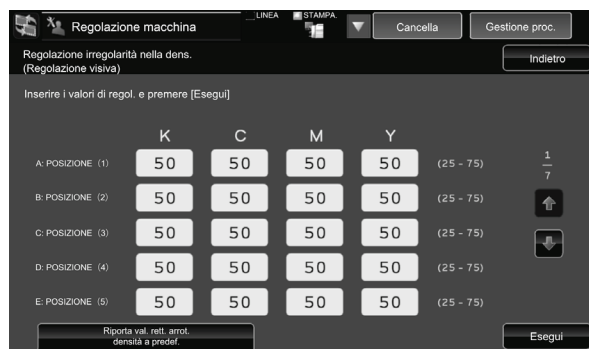 Regolazione macchina LINEA STAMPA. Cancella Gestione proc.
Regolazione irregolarità nella dens.
(Regolazione visiva)
Indietro
Inserire i valori di regol. e premere [Esegui]
K C M Y
A: POSIZIONE (1) 50 50 50 50 (25 - 75)
B: POSIZIONE (2) 50 50 50 50 (25 - 75)
C: POSIZIONE (3) 50 50 50 50 (25 - 75)
D: POSIZIONE (4) 50 50 50 50 (25 - 75)
E: POSIZIONE (5) 50 50 50 50 (25 - 75)
1
7
Riporta val. rett. arrot.
densità a predef.
Esegui